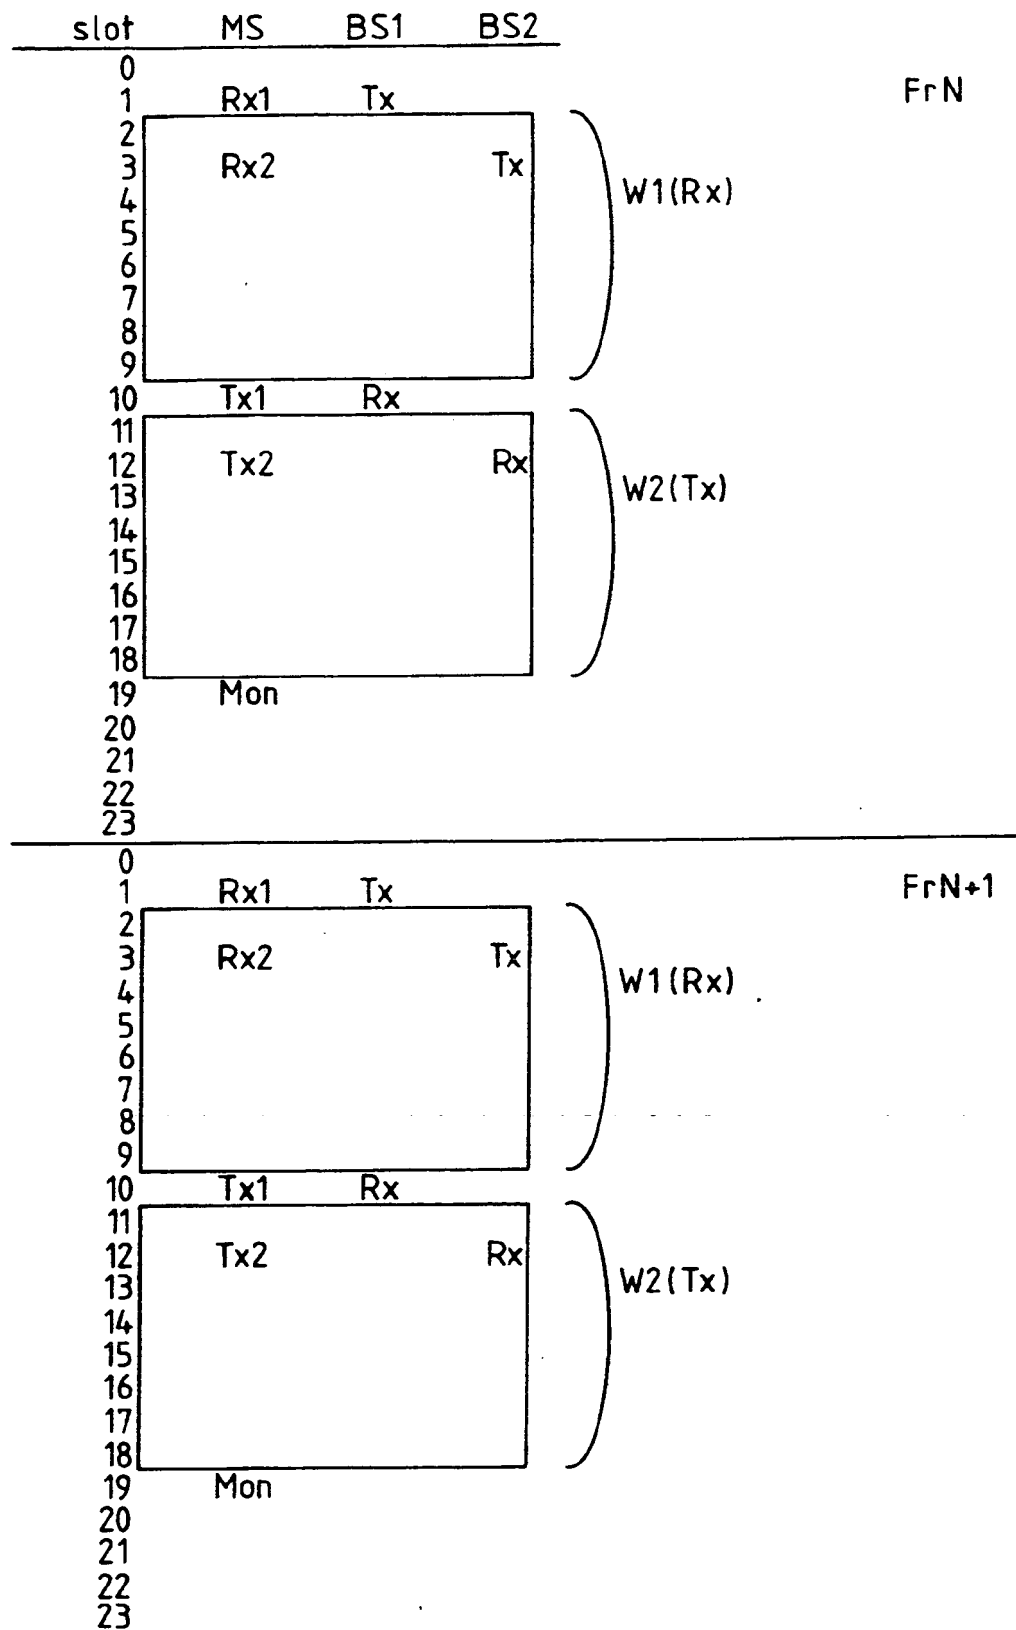 slot MS BS1 BS2
0
1 Rx1 Tx FrN
2
3 Rx2 Tx
4 W1(Rx)
5
6
7
8
9
10 Tx1 Rx
11
12 Tx2 Rx
13 W2(Tx)
14
15
16
17
18
19 Mon
20
21
22
23
0
1 Rx1 Tx FrN+1
2
3 Rx2 Tx
4 W1(Rx)
5
6
7
8
9
10 Tx1 Rx
11
12 Tx2 Rx
13 W2(Tx)
14
15
16
17
18
19 Mon
20
21
22
23